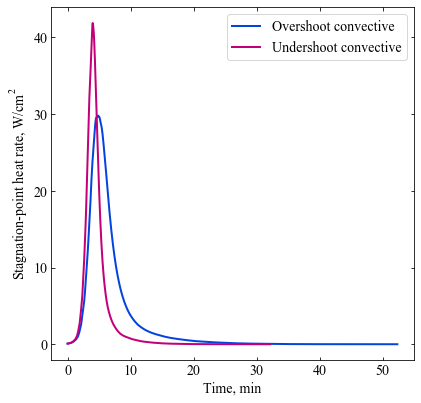 Overshoot convective
Undershoot convective
Stagnation-point heat rate, W/cm²
40
30
20
10
0
0 10 20 30 40 50
Time, min